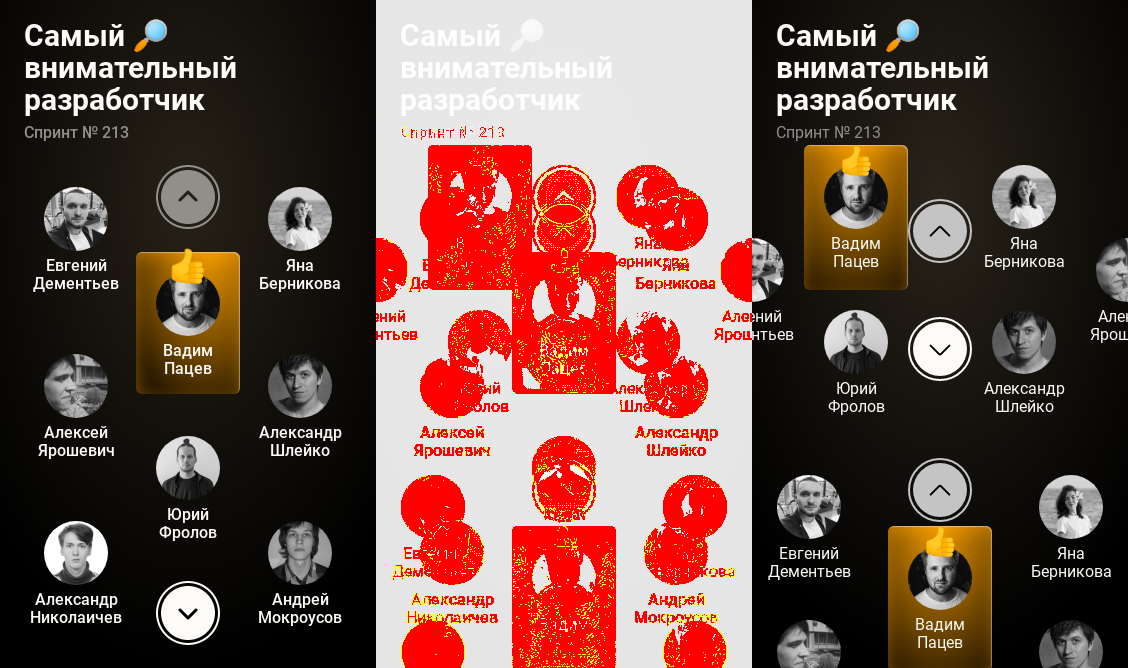 Самый 🔎
внимательный
разработчик
Спринт № 213
Евгений
Дементьев
Яна
Берникова
Вадим
Пацев
Алексей
Ярошевич
Александр
Шлейко
Юрий
Фролов
Александр
Николаичев
Андрей
Мокроусов
Самый
внимательный
разработчик
Спринт № 213
Яна
Берникова
Яна
Берникова
Алексей
Ярошевич
Александр
Шлейко
Александр
Николаичев
Андрей
Мокроусов
Самый 🔎
внимательный
разработчик
Спринт № 213
Вадим
Пацев
Яна
Берникова
Юрий
Фролов
Александр
Шлейко
Евгений
Дементьев
Яна
Берникова
Вадим
Пацев